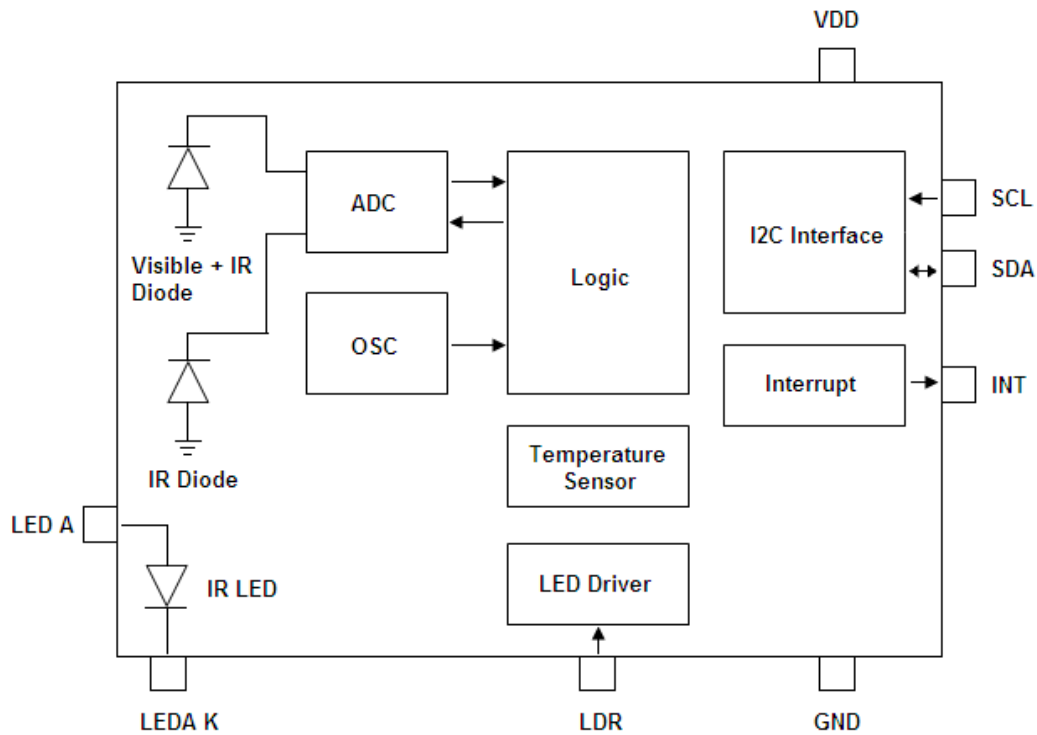 VDD
ADC
Logic
I2C Interface
SCL
SDA
Visible + IR
Diode
OSC
Interrupt
INT
IR Diode
Temperature
Sensor
LED A
IR LED
LED Driver
LEDA K
LDR
GND